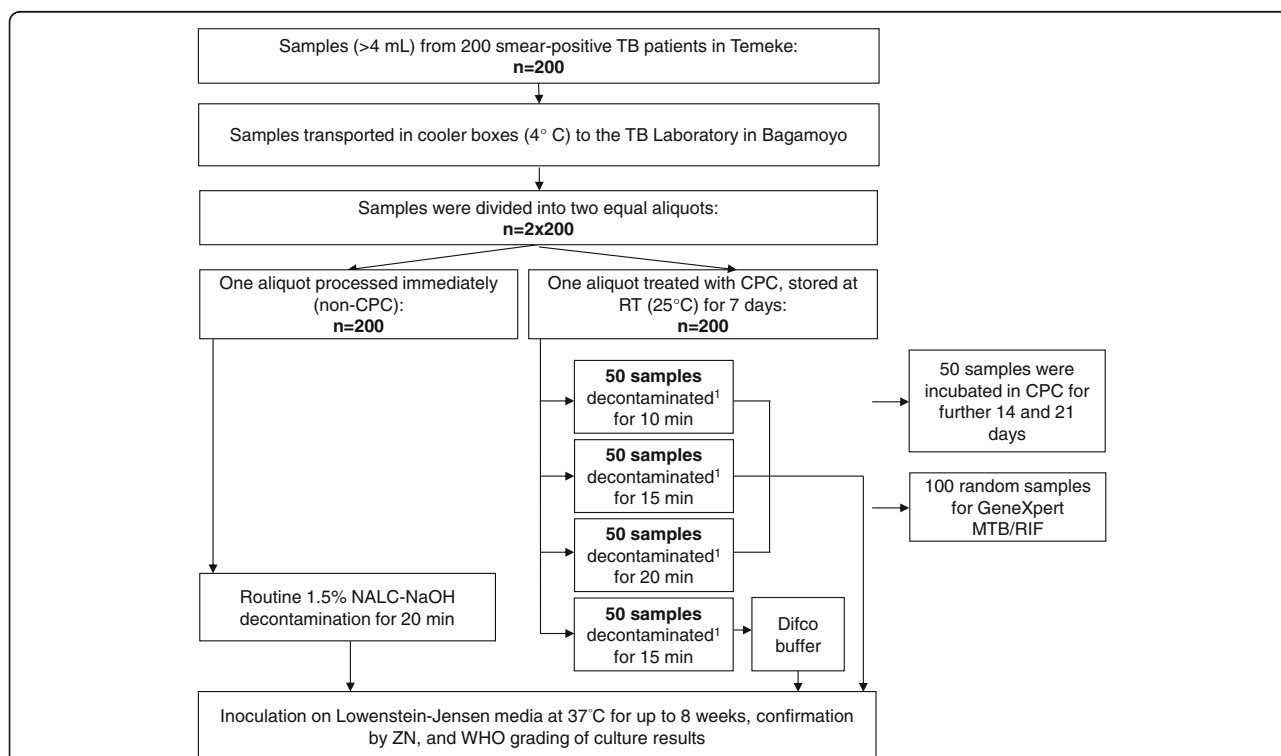 Samples (>4 mL) from 200 smear-positive TB patients in Temeke:
n=200
Samples transported in cooler boxes (4° C) to the TB Laboratory in Bagamoyo
Samples were divided into two equal aliquots:
n=2x200
One aliquot processed immediately
(non-CPC):
n=200
One aliquot treated with CPC, stored at
RT (25°C) for 7 days:
n=200
50 samples
decontaminated¹
for 10 min
50 samples were
incubated in CPC for
further 14 and 21
days
50 samples
decontaminated¹
for 15 min
100 random samples
for GeneXpert
MTB/RIF
50 samples
decontaminated¹
for 20 min
Routine 1.5% NALC-NaOH
decontamination for 20 min
50 samples
decontaminated¹
for 15 min
Difco
buffer
Inoculation on Lowenstein-Jensen media at 37°C for up to 8 weeks, confirmation
by ZN, and WHO grading of culture results